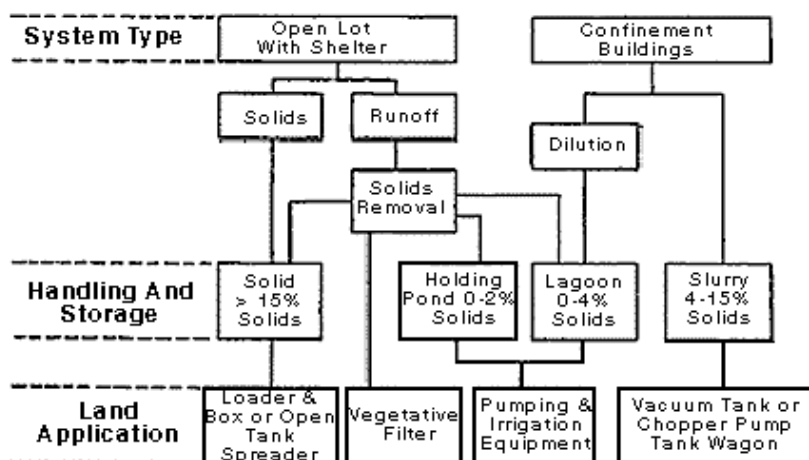 System Type
Open Lot
With Shelter
Confinement
Buildings
Solids
Runoff
Dilution
Solids
Removal
Handling And
Storage
Solid
> 15%
Solids
Holding
Pond 0-2%
Solids
Lagoon
0-4%
Solids
Slurry
4-15%
Solids
Land
Application
Loader &
Box or Open
Tank
Spreader
Vegetative
Filter
Pumping &
Irrigation
Equipment
Vacuum Tank or
Chopper Pump
Tank Wagon